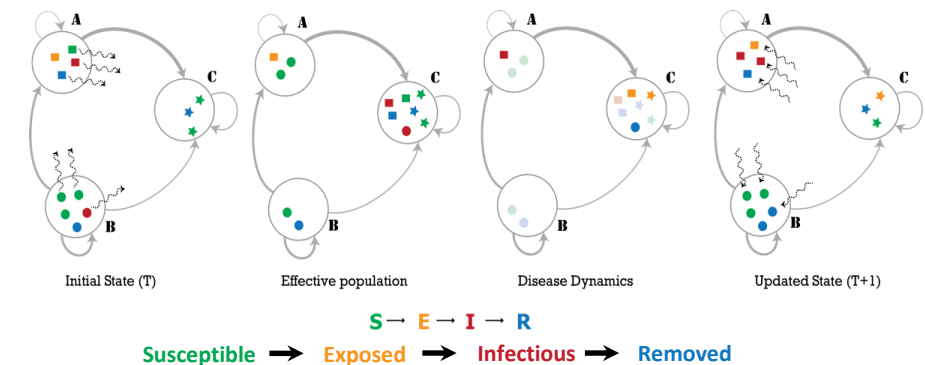 A
C
B
Initial State (T)
A
C
B
Effective population
A
C
B
Disease Dynamics
A
C
B
Updated State (T+1)
S → E → I → R
Susceptible → Exposed → Infectious → Removed